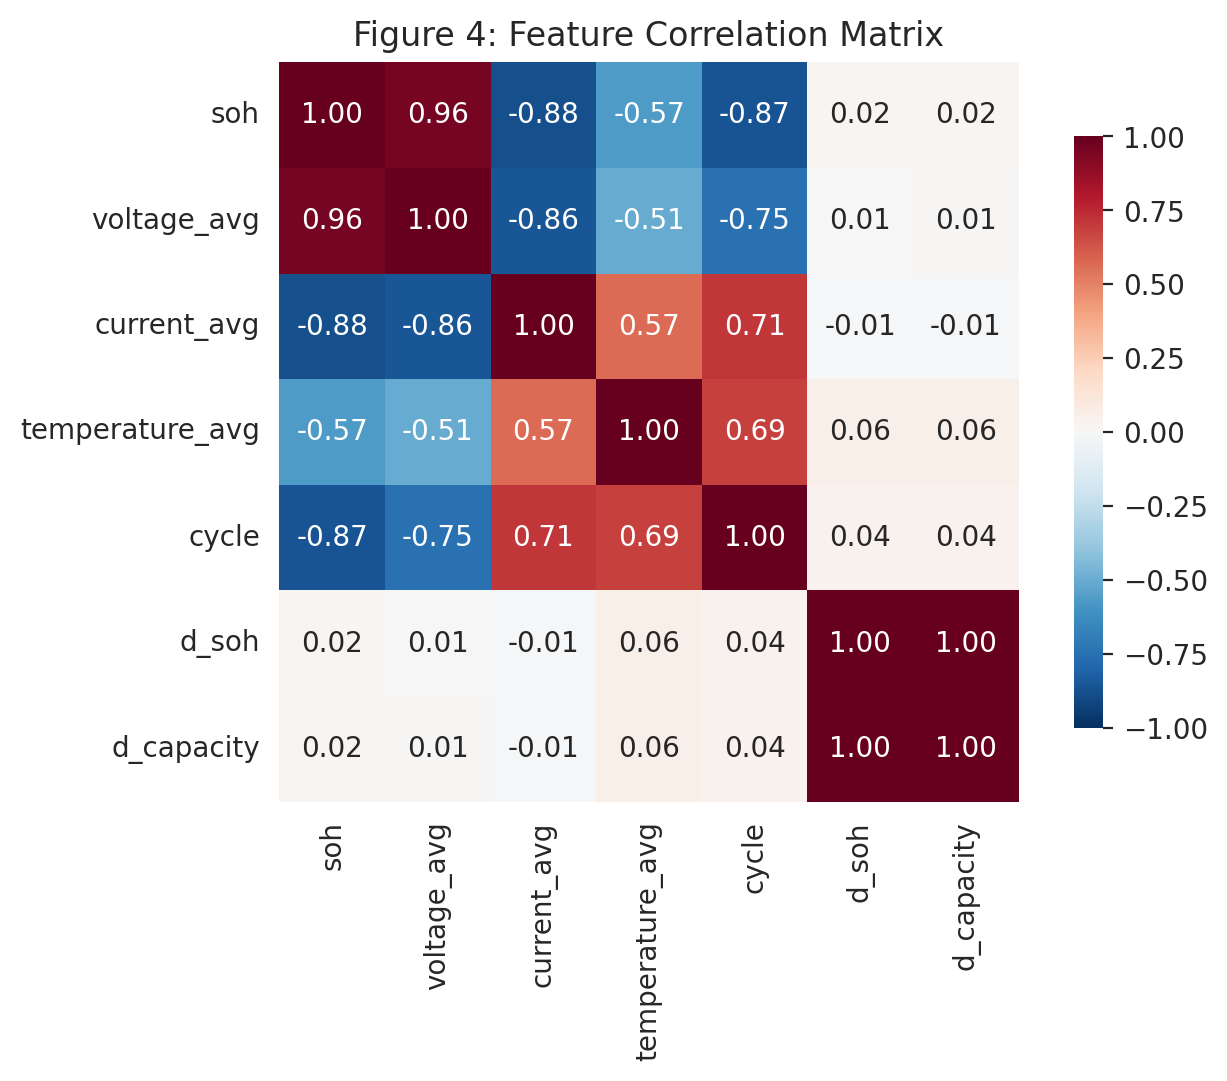 Figure 4: Feature Correlation Matrix
soh 1.00 0.96 -0.88 -0.57 -0.87 0.02 0.02
voltage_avg 0.96 1.00 -0.86 -0.51 -0.75 0.01 0.01
current_avg -0.88 -0.86 1.00 0.57 0.71 -0.01 -0.01
temperature_avg -0.57 -0.51 0.57 1.00 0.69 0.06 0.06
cycle -0.87 -0.75 0.71 0.69 1.00 0.04 0.04
d_soh 0.02 0.01 -0.01 0.06 0.04 1.00 1.00
d_capacity 0.02 0.01 -0.01 0.06 0.04 1.00 1.00
soh
voltage_avg
current_avg
temperature_avg
cycle
d_soh
d_capacity
1.00
0.75
0.50
0.25
0.00
−0.25
−0.50
−0.75
−1.00